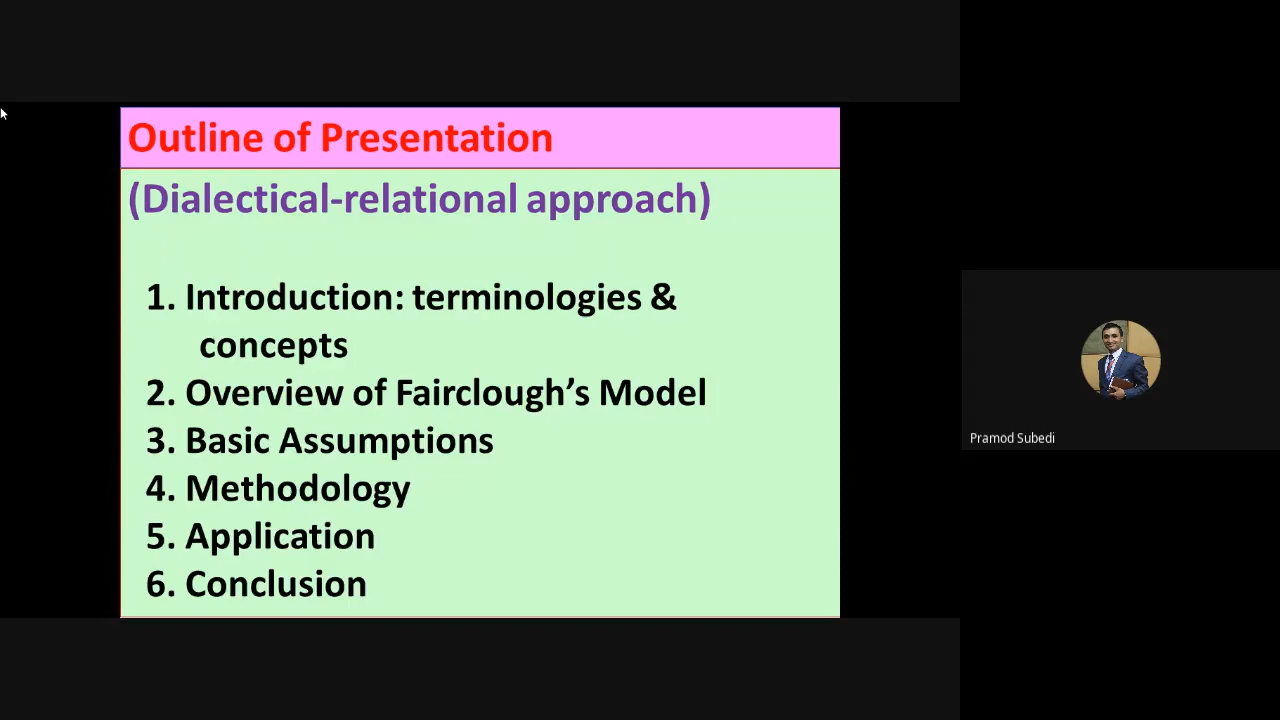 Outline of Presentation
(Dialectical-relational approach)
1. Introduction: terminologies &
concepts
2. Overview of Fairclough’s Model
3. Basic Assumptions
4. Methodology
5. Application
6. Conclusion
Pramod Subedi